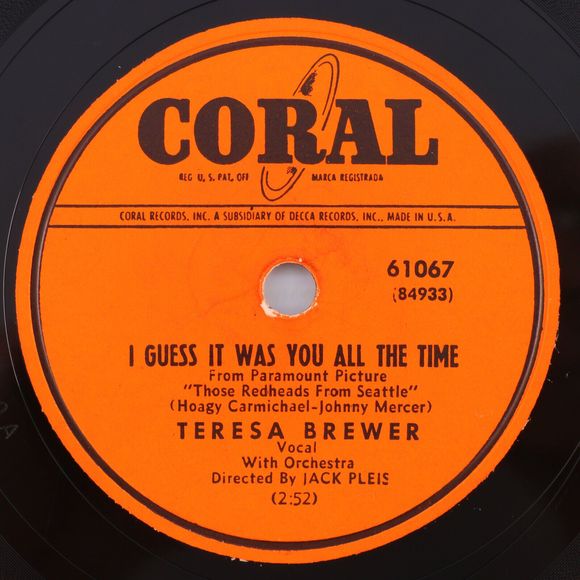 CORAL
REG U, S. PAT, OFF MARCA REGISTRADA
CORAL RECORDS, INC. A SUBSIDIARY OF DECCA RECORDS, INC., MADE IN U.S.A.
61067
(84933)
I GUESS IT WAS YOU ALL THE TIME
From Paramount Picture
"Those Redheads From Seattle"
(Hoagy Carmichael-Johnny Mercer)
TERESA BREWER
Vocal
With Orchestra
Directed By JACK PLEIS
(2:52)